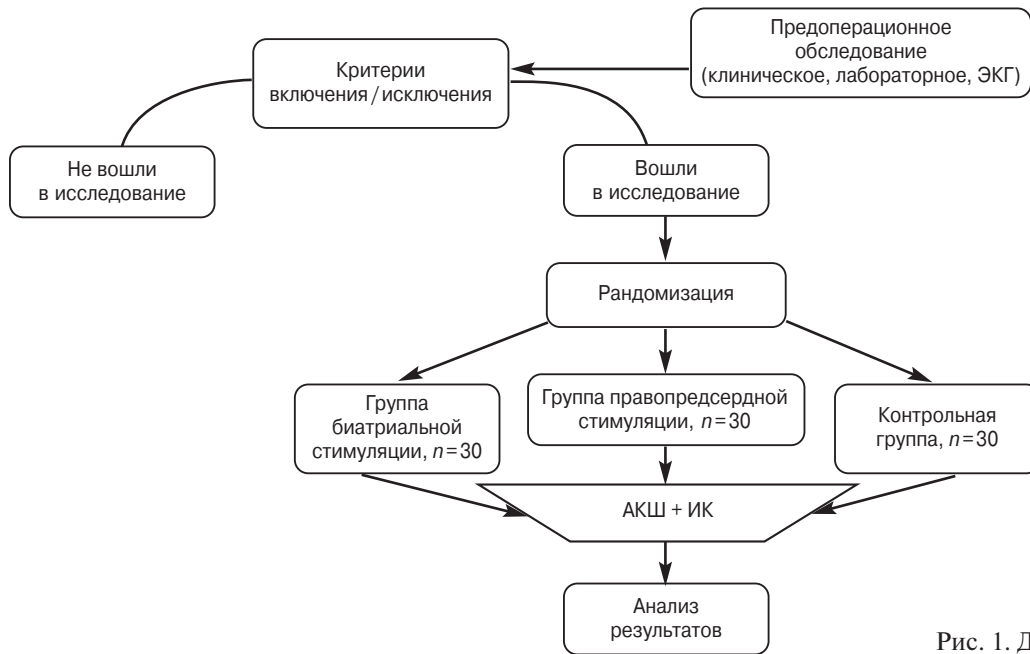 Предоперационное
обследование
(клиническое, лабораторное, ЭКГ)
Критерии
включения/исключения
Не вошли
в исследование
Вошли
в исследование
Рандомизация
Группа
биатриальной
стимуляции, n=30
Группа правопредсердной
стимуляции, n=30
Контрольная
группа, n=30
АКШ + ИК
Анализ
результатов
Рис. 1. Д